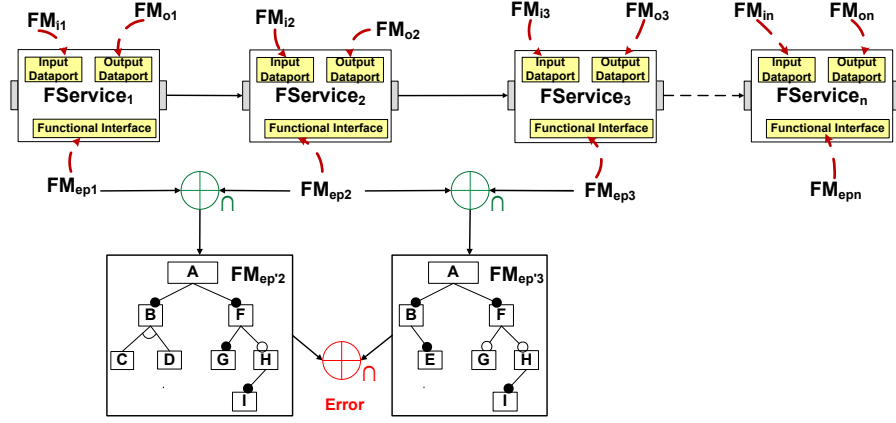 FMi1
FMo1
FMi2
FMo2
FMi3
FMo3
FMin
FMon
Input
Dataport
Output
Dataport
FService1
Functional Interface
Input
Dataport
Output
Dataport
FService2
Functional Interface
Input
Dataport
Output
Dataport
FService3
Functional Interface
Input
Dataport
Output
Dataport
FServicen
Functional Interface
FMep1
∩
FMep2
∩
FMep3
FMepn
A
FMep'2
B
F
C
D
G
H
I
∩
Error
A
FMep'3
B
F
E
G
H
I